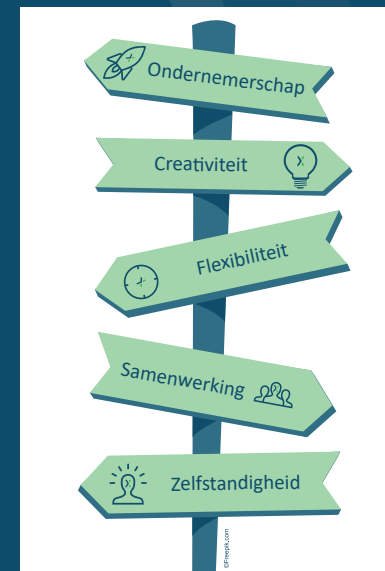 Ondernemerschap
Creativiteit
Flexibiliteit
Samenwerking
Zelfstandigheid
©Freepik.com